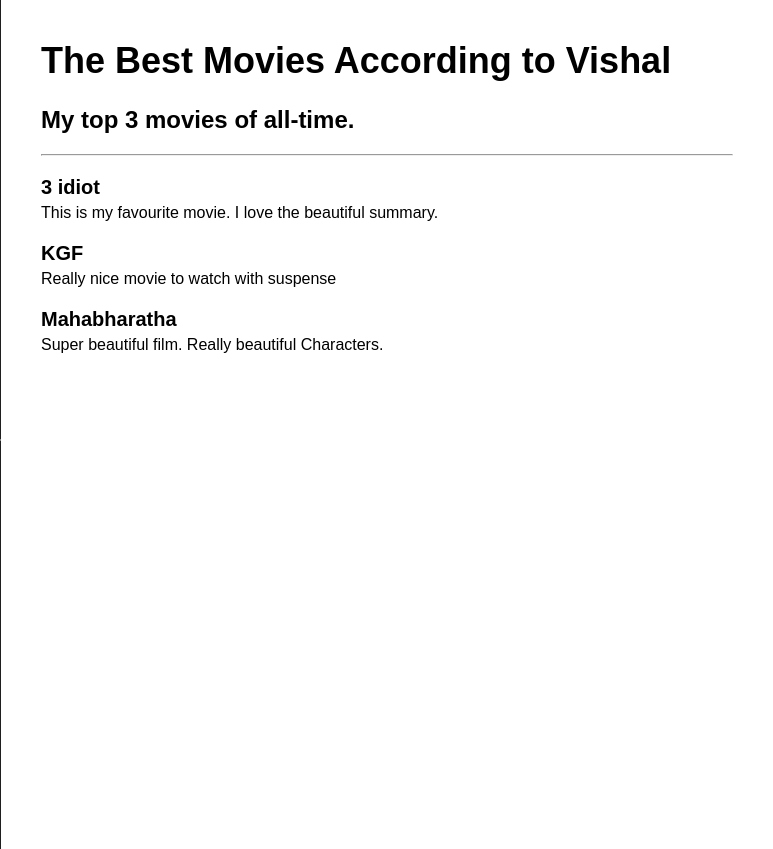 The Best Movies According to Vishal
My top 3 movies of all-time.
3 idiot
This is my favourite movie. I love the beautiful summary.
KGF
Really nice movie to watch with suspense
Mahabharatha
Super beautiful film. Really beautiful Characters.